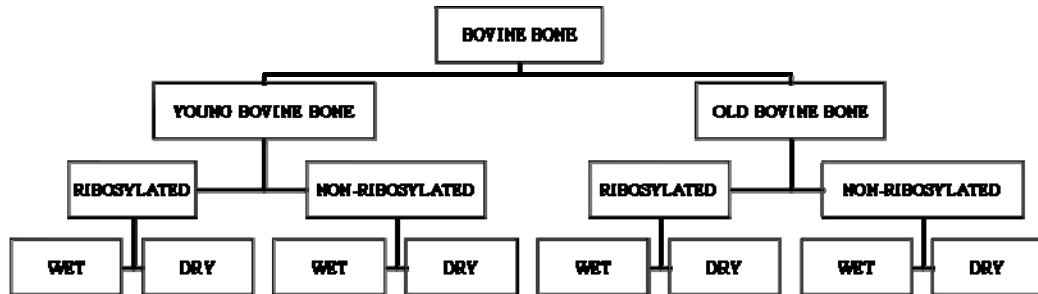 BOVINE BONE
YOUNG BOVINE BONE
OLD BOVINE BONE
RIBOSYLATED
NON-RIBOSYLATED
RIBOSYLATED
NON-RIBOSYLATED
WET
DRY
WET
DRY
WET
DRY
WET
DRY